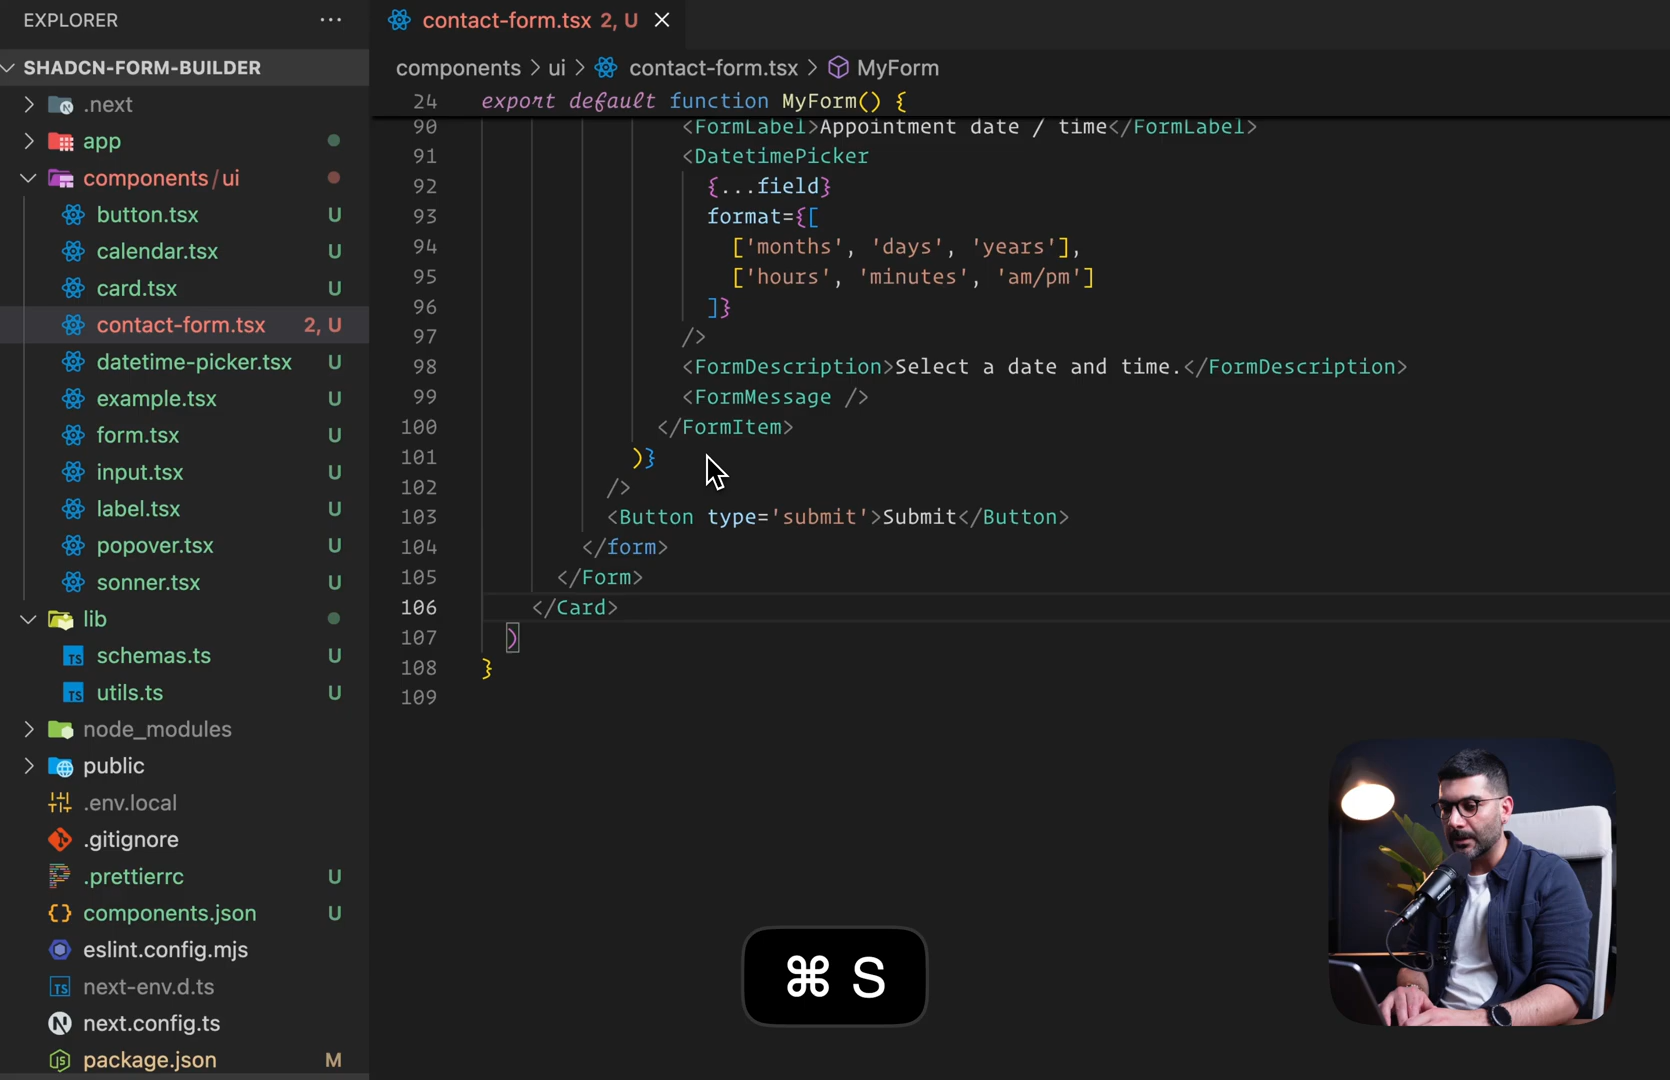 EXPLORER ...
SHADCN-FORM-BUILDER
.next
app
components/ui
button.tsx U
calendar.tsx U
card.tsx U
contact-form.tsx 2, U
datetime-picker.tsx U
example.tsx U
form.tsx U
input.tsx U
label.tsx U
popover.tsx U
sonner.tsx U
lib
TS schemas.ts U
TS utils.ts U
node_modules
public
.env.local
.gitignore
.prettierrc U
{} components.json U
eslint.config.mjs
TS next-env.d.ts
N next.config.ts
JS package.json M
contact-form.tsx 2, U
components > ui > contact-form.tsx > MyForm
24 export default function MyForm() {
90 <FormLabel>Appointment date / time</FormLabel>
91 <DatetimePicker
92 {...field}
93 format={[
94 ['months', 'days', 'years'],
95 ['hours', 'minutes', 'am/pm']
96 ]}
97 />
98 <FormDescription>Select a date and time.</FormDescription>
99 <FormMessage />
100 </FormItem>
101 )}
102 />
103 <Button type='submit'>Submit</Button>
104 </form>
105 </Form>
106 </Card>
107 )
108 }
109
⌘ S